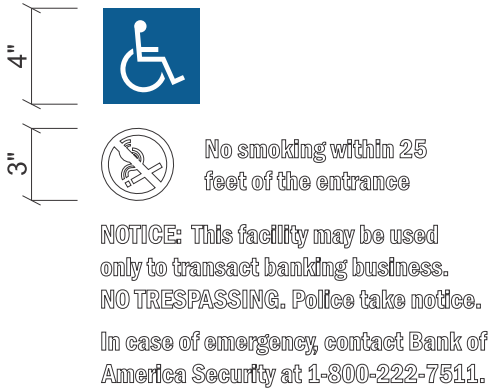 4"
3"
No smoking within 25
feet of the entrance
NOTICE: This facility may be used
only to transact banking business.
NO TRESPASSING. Police take notice.
In case of emergency, contact Bank of
America Security at 1-800-222-7511.